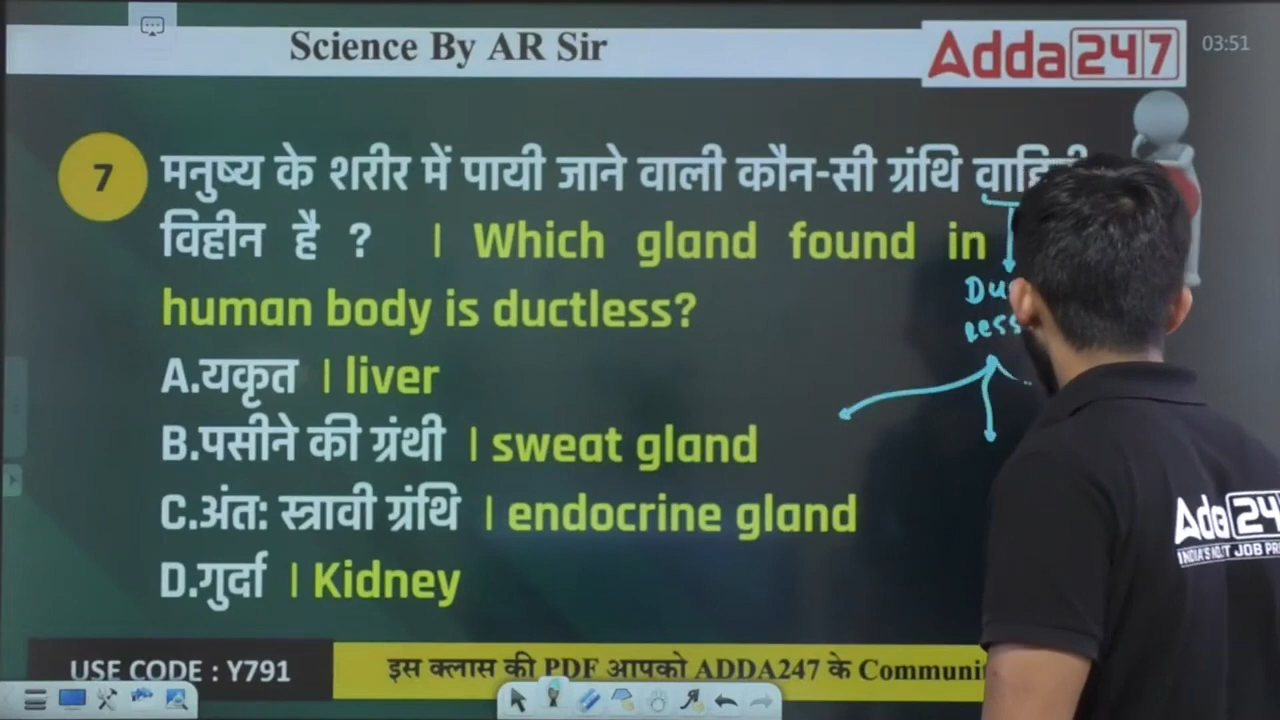 Science By AR Sir
Adda247
03:51
7
मनुष्य के शरीर में पायी जाने वाली कौन-सी ग्रंथि
विहीन है ? | Which gland found in
human body is ductless?
less
A.यकृत | liver
B.पसीने की ग्रंथी | sweat gland
C.अंत: स्त्रावी ग्रंथि | endocrine gland
D.गुर्दा | Kidney
USE CODE : Y791
इस क्लास की PDF आपको ADDA247 के